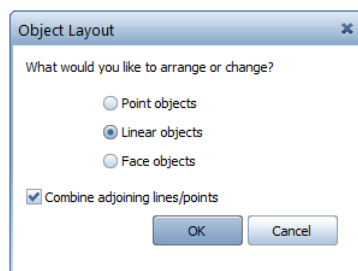 Object Layout
What would you like to arrange or change?
Point objects
Linear objects
Face objects
Combine adjoining lines/points
OK Cancel